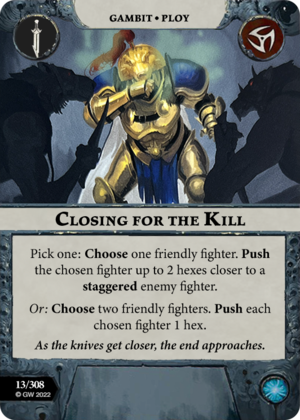 GAMBIT • PLOY
CLOSING FOR THE KILL
Pick one: Choose one friendly fighter. Push
the chosen fighter up to 2 hexes closer to a
staggered enemy fighter.
Or: Choose two friendly fighters. Push each
chosen fighter 1 hex.
As the knives get closer, the end approaches.
13/308
© GW 2022